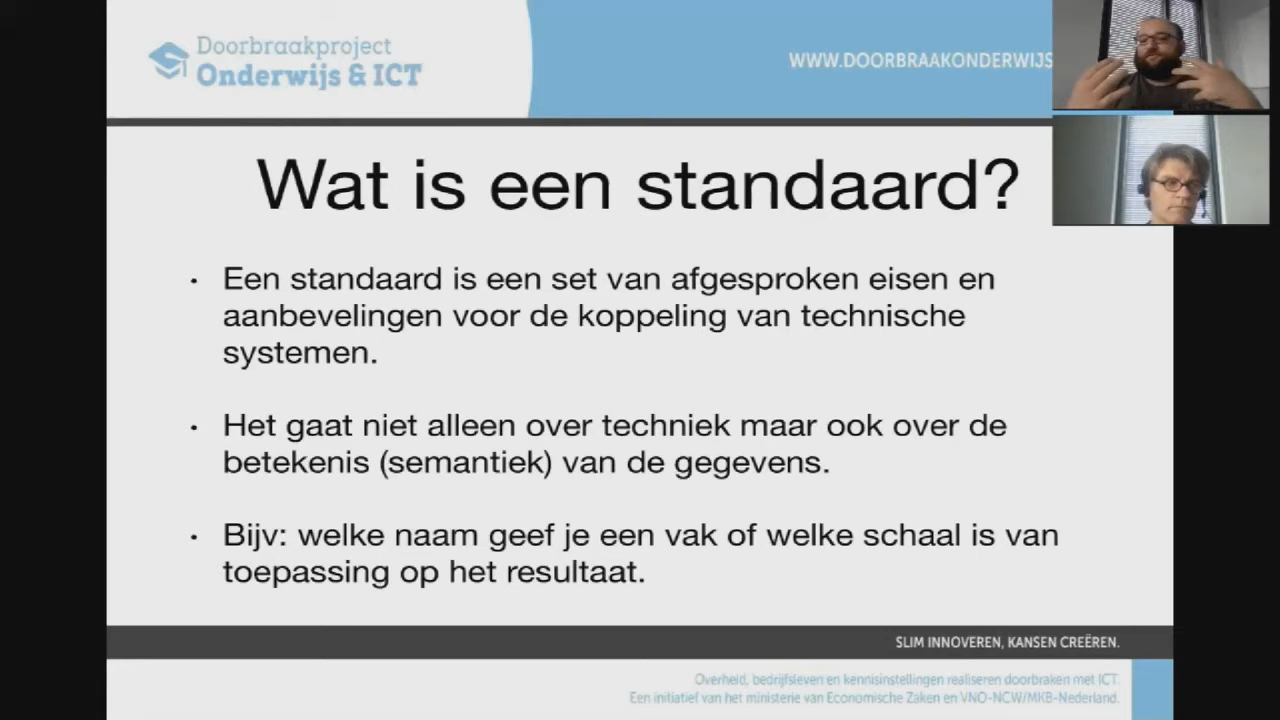 Doorbraakproject
Onderwijs & ICT
WWW.DOORBRAAKONDERWIJS
Wat is een standaard?
• Een standaard is een set van afgesproken eisen en
aanbevelingen voor de koppeling van technische
systemen.
• Het gaat niet alleen over techniek maar ook over de
betekenis (semantiek) van de gegevens.
• Bijv: welke naam geef je een vak of welke schaal is van
toepassing op het resultaat.
SLIM INNOVEREN, KANSEN CREËREN.
Overheid, bedrijfsleven en kennisinstellingen realiseren doorbraken met ICT.
Een initiatief van het ministerie van Economische Zaken en VNO-NCW/MKB-Nederland.